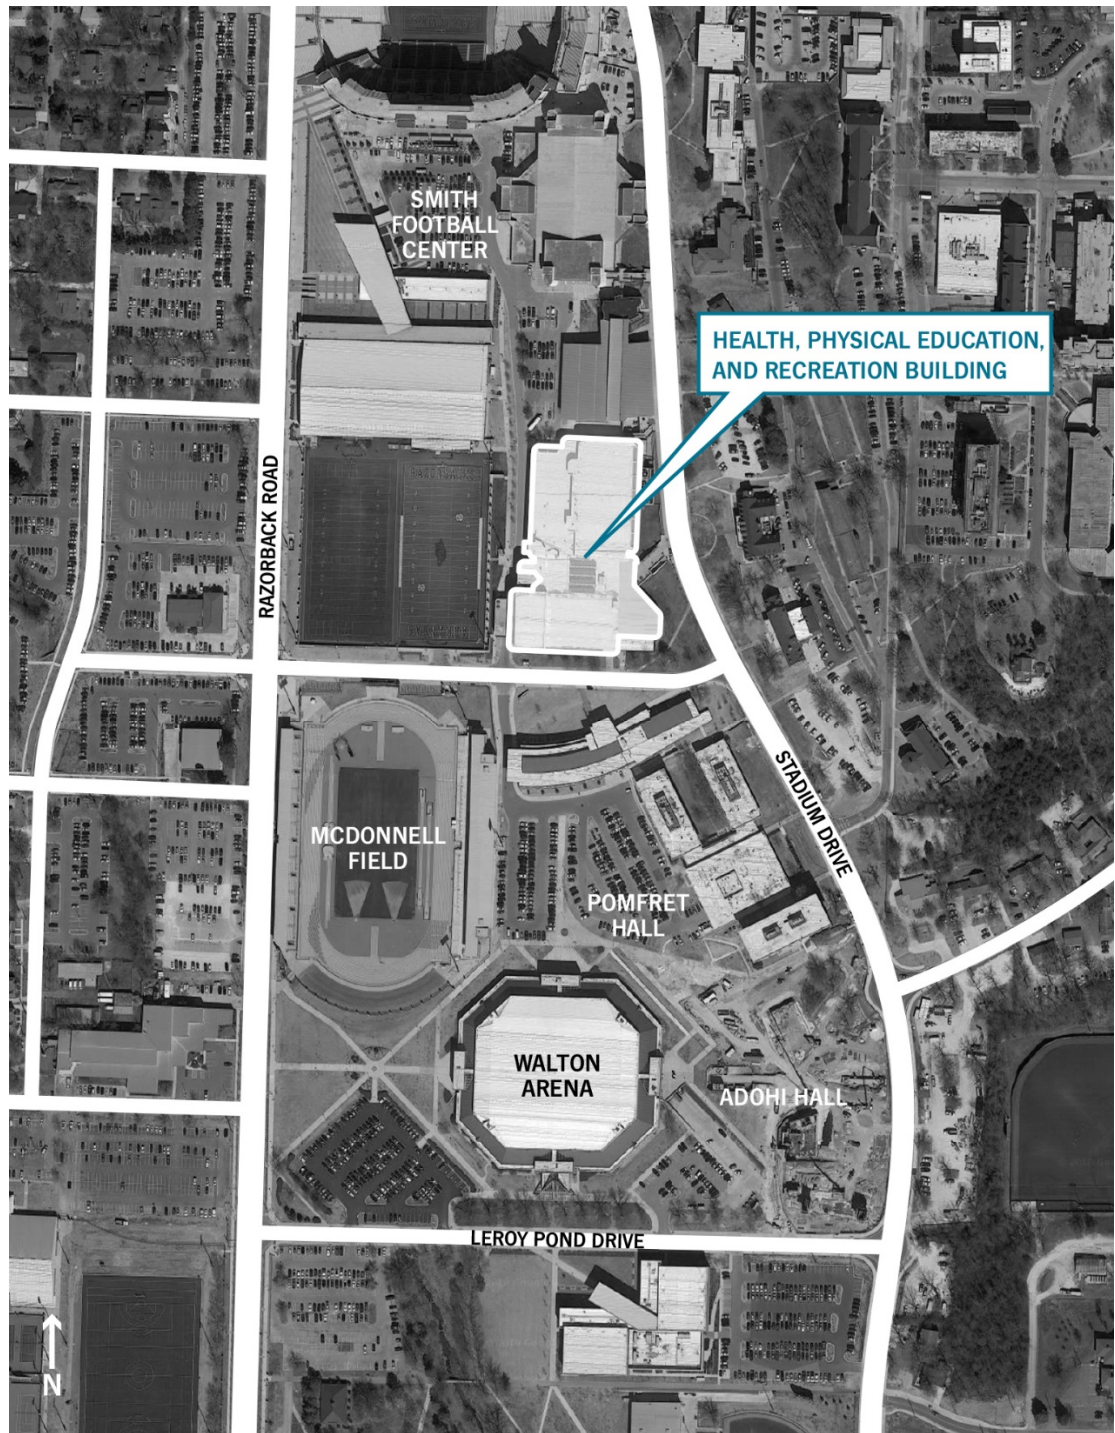 SMITH
FOOTBALL
CENTER
HEALTH, PHYSICAL EDUCATION,
AND RECREATION BUILDING
RAZORBACK ROAD
STADIUM DRIVE
MCDONNELL
FIELD
POMFRET
HALL
WALTON
ARENA
ADOHI HALL
LEROY POND DRIVE
N